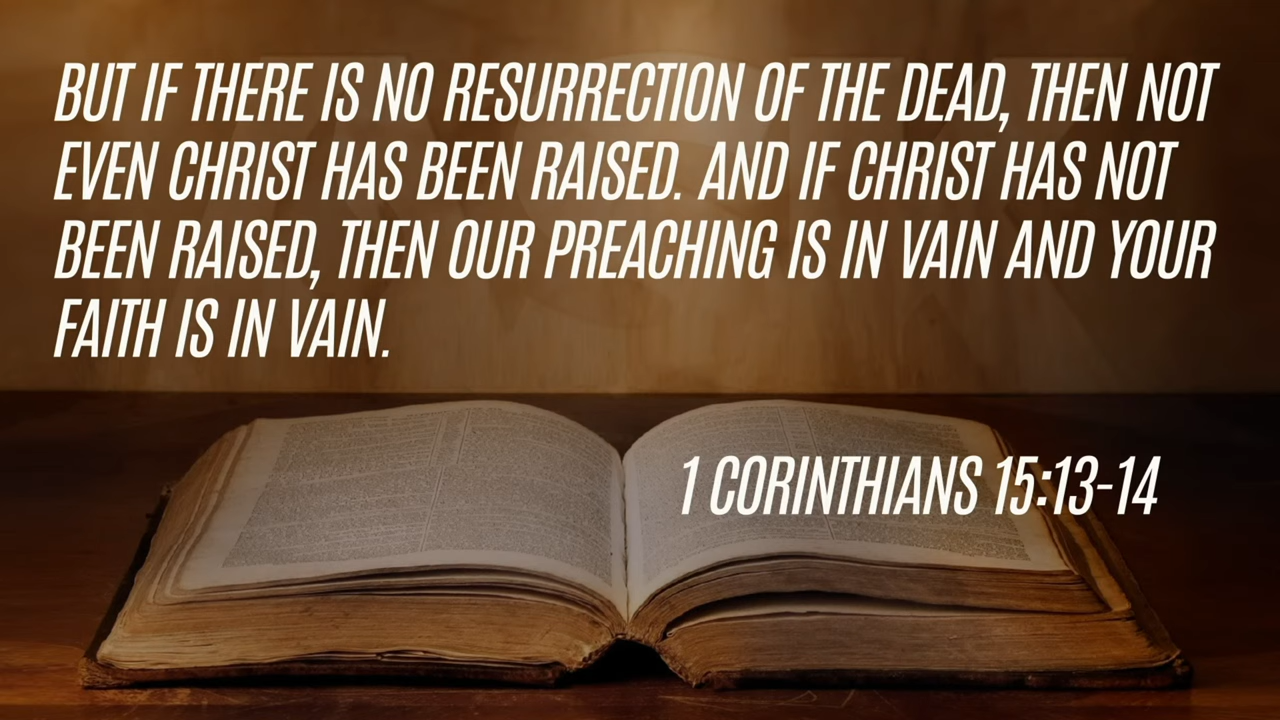 BUT IF THERE IS NO RESURRECTION OF THE DEAD, THEN NOT
EVEN CHRIST HAS BEEN RAISED. AND IF CHRIST HAS NOT
BEEN RAISED, THEN OUR PREACHING IS IN VAIN AND YOUR
FAITH IS IN VAIN.
1 CORINTHIANS 15:13-14